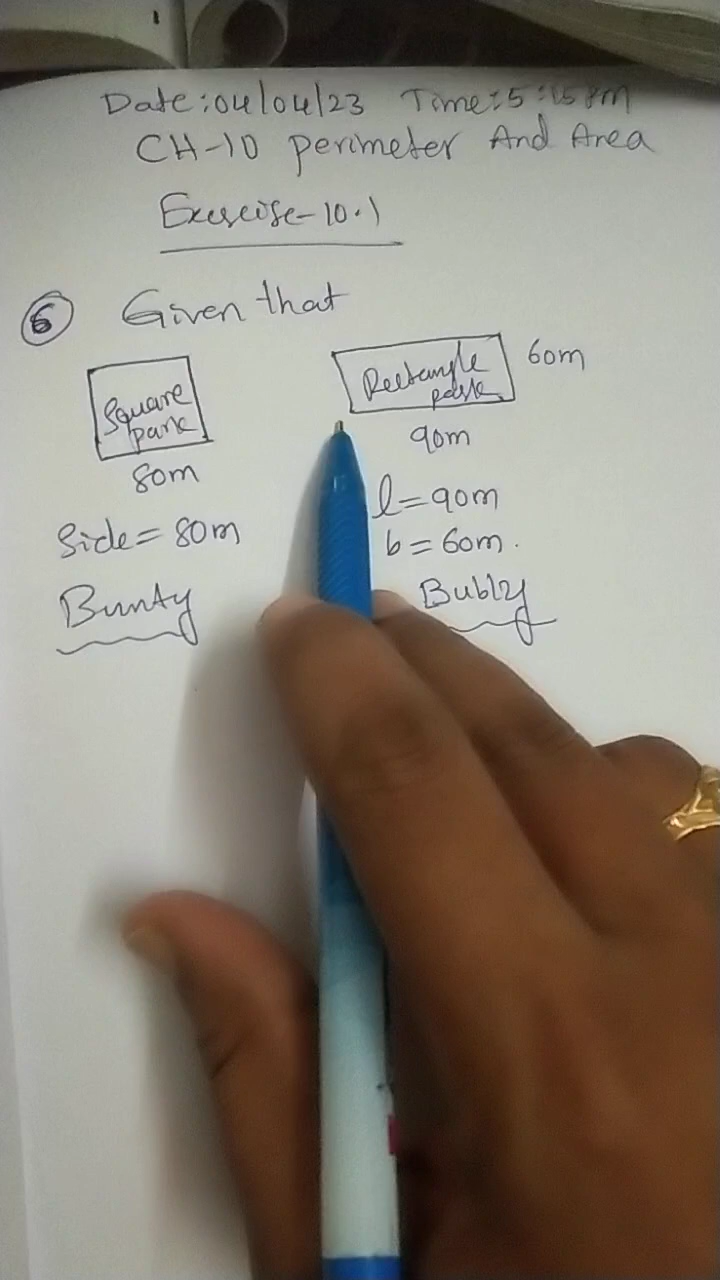 Date:04/04/23 Time:5:15 PM
CH-10 Perimeter And Area
Exercise-10.1
6 Given that
Square park
Rectangle park
60m
80m
90m
Side = 80m
l = 90m
b = 60m.
Bunty
Bubly